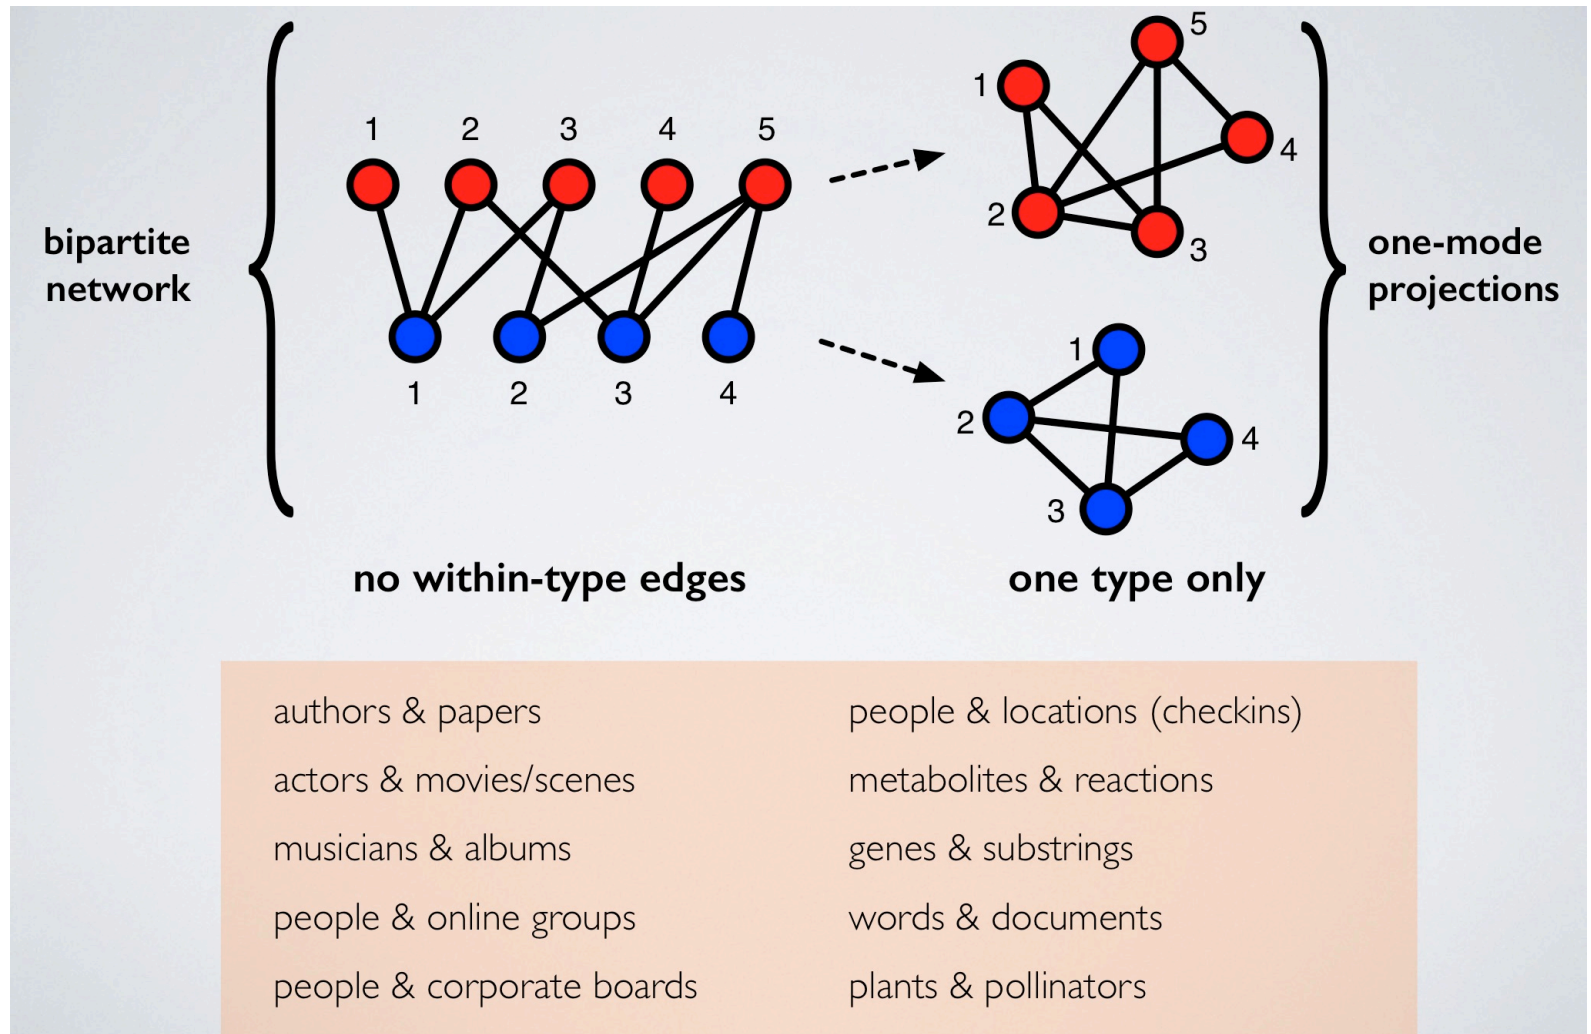 bipartite
network
1 2 3 4 5
1 2 3 4
1
5
4
2
3
1
2
4
3
one-mode
projections
no within-type edges
one type only
authors & papers
actors & movies/scenes
musicians & albums
people & online groups
people & corporate boards
people & locations (checkins)
metabolites & reactions
genes & substrings
words & documents
plants & pollinators